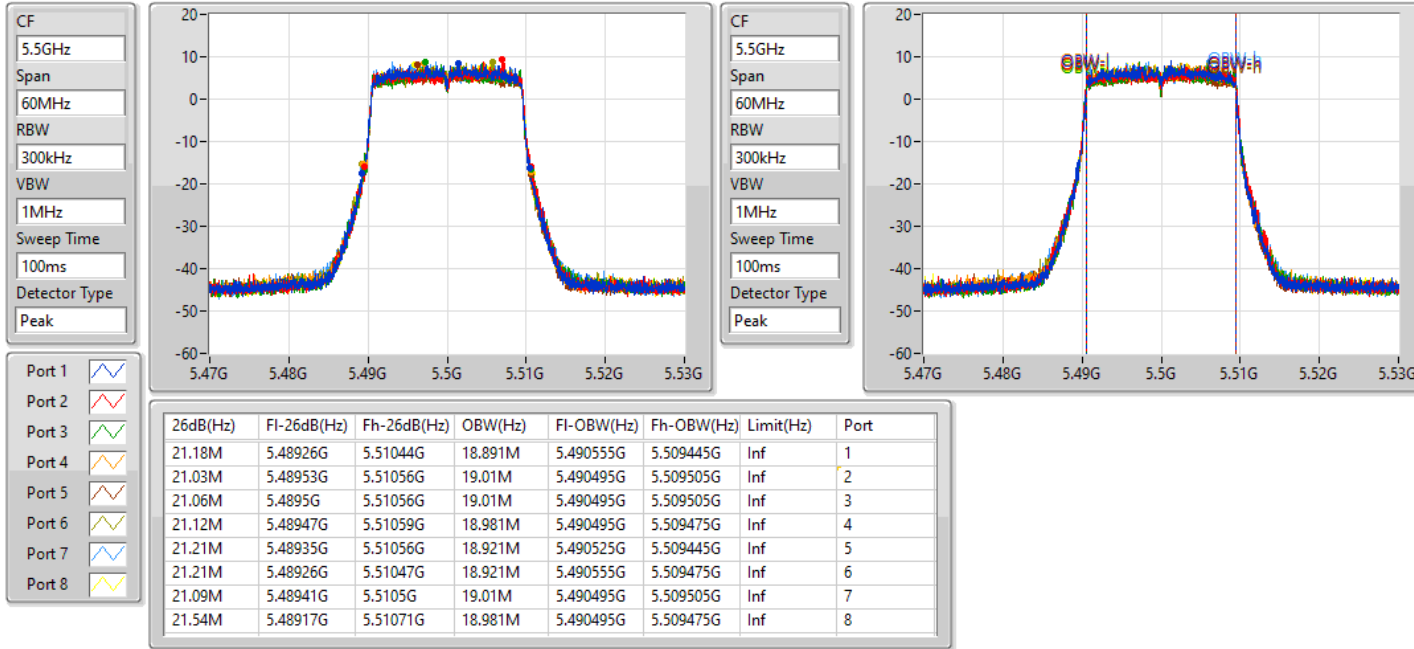 CF
5.5GHz
Span
60MHz
RBW
300kHz
VBW
1MHz
Sweep Time
100ms
Detector Type
Peak
20
10
0
-10
-20
-30
-40
-50
-60
5.47G 5.48G 5.49G 5.5G 5.51G 5.52G 5.53G
CF
5.5GHz
Span
60MHz
RBW
300kHz
VBW
1MHz
Sweep Time
100ms
Detector Type
Peak
20
10
0
-10
-20
-30
-40
-50
-60
OBW-l OBW-h
5.47G 5.48G 5.49G 5.5G 5.51G 5.52G 5.53G
Port 1
Port 2
Port 3
Port 4
Port 5
Port 6
Port 7
Port 8
26dB(Hz) Fl-26dB(Hz) Fh-26dB(Hz) OBW(Hz) Fl-OBW(Hz) Fh-OBW(Hz) Limit(Hz) Port
21.18M 5.48926G 5.51044G 18.891M 5.490555G 5.509445G Inf 1
21.03M 5.48953G 5.51056G 19.01M 5.490495G 5.509505G Inf 2
21.06M 5.4895G 5.51056G 19.01M 5.490495G 5.509505G Inf 3
21.12M 5.48947G 5.51059G 18.981M 5.490495G 5.509475G Inf 4
21.21M 5.48935G 5.51056G 18.921M 5.490525G 5.509445G Inf 5
21.21M 5.48926G 5.51047G 18.921M 5.490555G 5.509475G Inf 6
21.09M 5.48941G 5.5105G 19.01M 5.490495G 5.509505G Inf 7
21.54M 5.48917G 5.51071G 18.981M 5.490495G 5.509475G Inf 8